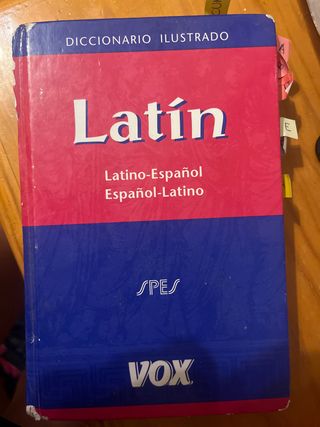 DICCIONARIO ILUSTRADO
Latín
Latino-Español
Español-Latino
SPES
VOX
A
E